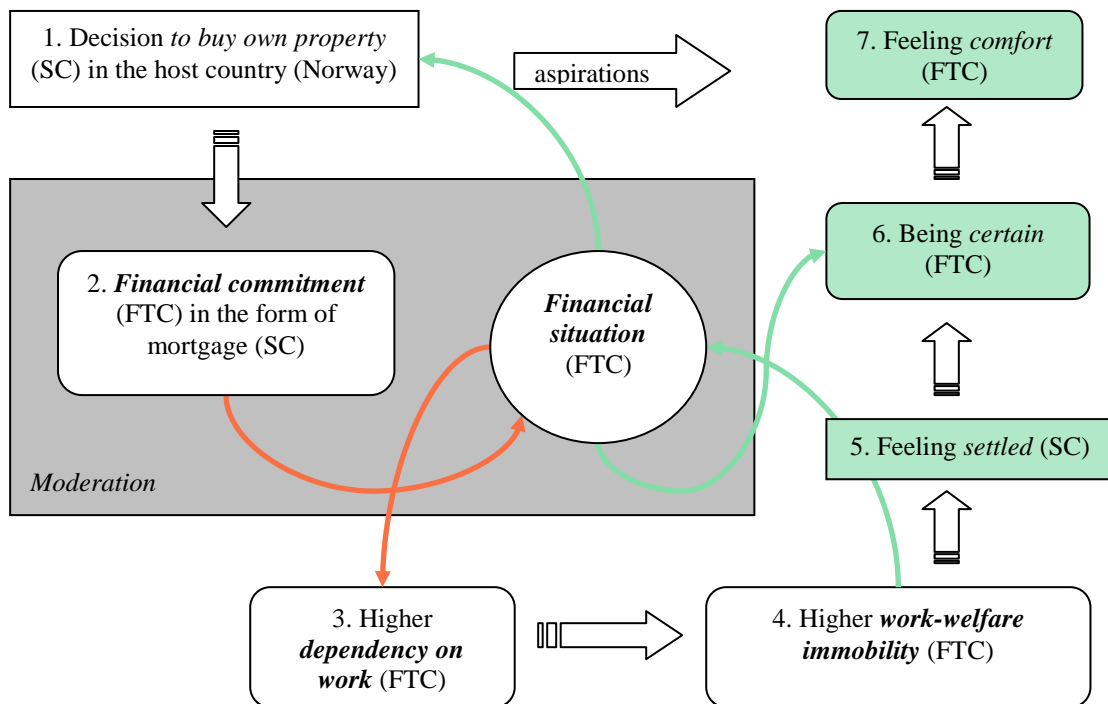 1. Decision to buy own property
(SC) in the host country (Norway)
aspirations
7. Feeling comfort
(FTC)
6. Being certain
(FTC)
2. Financial commitment
(FTC) in the form of
mortgage (SC)
Financial
situation
(FTC)
5. Feeling settled (SC)
Moderation
3. Higher
dependency on
work (FTC)
4. Higher work-welfare
immobility (FTC)